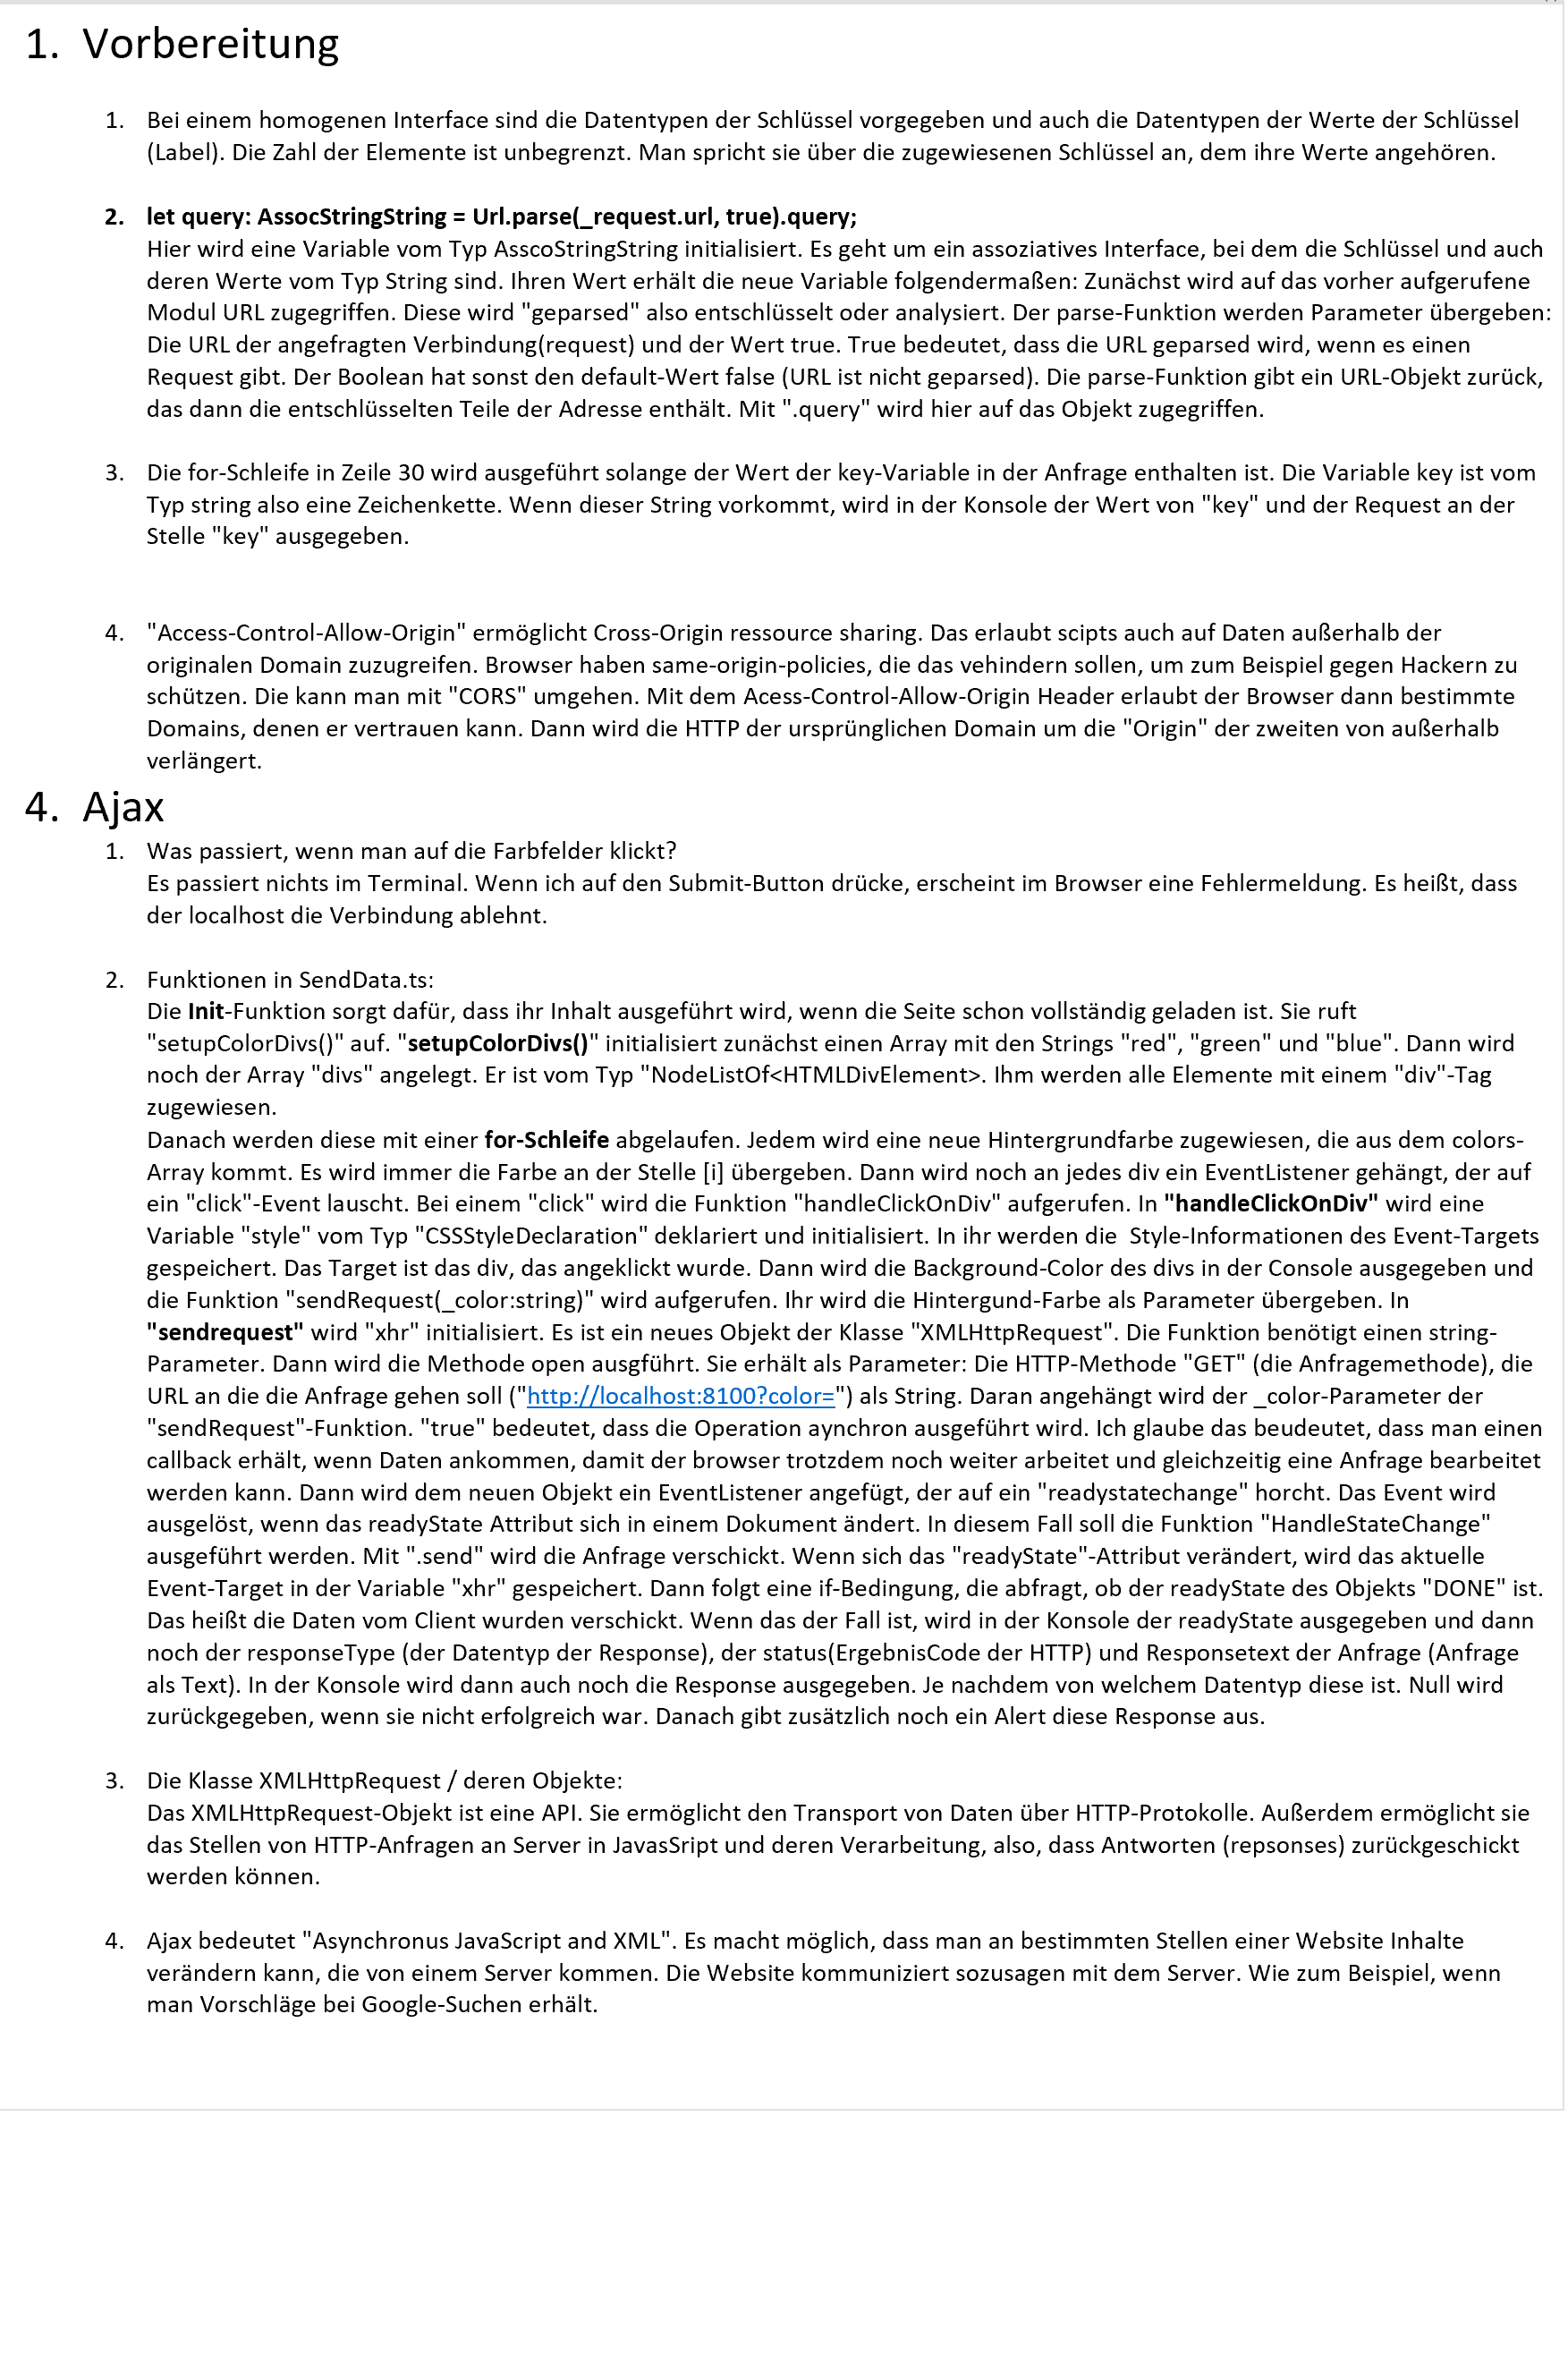 1. Vorbereitung
1. Bei einem homogenen Interface sind die Datentypen der Schlüssel vorgegeben und auch die Datentypen der Werte der Schlüssel
(Label). Die Zahl der Elemente ist unbegrenzt. Man spricht sie über die zugewiesenen Schlüssel an, dem ihre Werte angehören.
2. let query: AssocStringString = Url.parse(_request.url, true).query;
Hier wird eine Variable vom Typ AsscoStringString initialisiert. Es geht um ein assoziatives Interface, bei dem die Schlüssel und auch
deren Werte vom Typ String sind. Ihren Wert erhält die neue Variable folgendermaßen: Zunächst wird auf das vorher aufgerufene
Modul URL zugegriffen. Diese wird "geparsed" also entschlüsselt oder analysiert. Der parse-Funktion werden Parameter übergeben:
Die URL der angefragten Verbindung(request) und der Wert true. True bedeutet, dass die URL geparsed wird, wenn es einen
Request gibt. Der Boolean hat sonst den default-Wert false (URL ist nicht geparsed). Die parse-Funktion gibt ein URL-Objekt zurück,
das dann die entschlüsselten Teile der Adresse enthält. Mit ".query" wird hier auf das Objekt zugegriffen.
3. Die for-Schleife in Zeile 30 wird ausgeführt solange der Wert der key-Variable in der Anfrage enthalten ist. Die Variable key ist vom
Typ string also eine Zeichenkette. Wenn dieser String vorkommt, wird in der Konsole der Wert von "key" und der Request an der
Stelle "key" ausgegeben.
4. "Access-Control-Allow-Origin" ermöglicht Cross-Origin ressource sharing. Das erlaubt scipts auch auf Daten außerhalb der
originalen Domain zuzugreifen. Browser haben same-origin-policies, die das vehindern sollen, um zum Beispiel gegen Hackern zu
schützen. Die kann man mit "CORS" umgehen. Mit dem Acess-Control-Allow-Origin Header erlaubt der Browser dann bestimmte
Domains, denen er vertrauen kann. Dann wird die HTTP der ursprünglichen Domain um die "Origin" der zweiten von außerhalb
verlängert.
4. Ajax
1. Was passiert, wenn man auf die Farbfelder klickt?
Es passiert nichts im Terminal. Wenn ich auf den Submit-Button drücke, erscheint im Browser eine Fehlermeldung. Es heißt, dass
der localhost die Verbindung ablehnt.
2. Funktionen in SendData.ts:
Die Init-Funktion sorgt dafür, dass ihr Inhalt ausgeführt wird, wenn die Seite schon vollständig geladen ist. Sie ruft
"setupColorDivs()" auf. "setupColorDivs()" initialisiert zunächst einen Array mit den Strings "red", "green" und "blue". Dann wird
noch der Array "divs" angelegt. Er ist vom Typ "NodeListOf<HTMLDivElement>. Ihm werden alle Elemente mit einem "div"-Tag
zugewiesen.
Danach werden diese mit einer for-Schleife abgelaufen. Jedem wird eine neue Hintergrundfarbe zugewiesen, die aus dem colors-
Array kommt. Es wird immer die Farbe an der Stelle [i] übergeben. Dann wird noch an jedes div ein EventListener gehängt, der auf
ein "click"-Event lauscht. Bei einem "click" wird die Funktion "handleClickOnDiv" aufgerufen. In "handleClickOnDiv" wird eine
Variable "style" vom Typ "CSSStyleDeclaration" deklariert und initialisiert. In ihr werden die  Style-Informationen des Event-Targets
gespeichert. Das Target ist das div, das angeklickt wurde. Dann wird die Background-Color des divs in der Console ausgegeben und
die Funktion "sendRequest(_color:string)" wird aufgerufen. Ihr wird die Hintergund-Farbe als Parameter übergeben. In
"sendrequest" wird "xhr" initialisiert. Es ist ein neues Objekt der Klasse "XMLHttpRequest". Die Funktion benötigt einen string-
Parameter. Dann wird die Methode open ausgführt. Sie erhält als Parameter: Die HTTP-Methode "GET" (die Anfragemethode), die
URL an die die Anfrage gehen soll ("http://localhost:8100?color=") als String. Daran angehängt wird der _color-Parameter der
"sendRequest"-Funktion. "true" bedeutet, dass die Operation aynchron ausgeführt wird. Ich glaube das beudeutet, dass man einen
callback erhält, wenn Daten ankommen, damit der browser trotzdem noch weiter arbeitet und gleichzeitig eine Anfrage bearbeitet
werden kann. Dann wird dem neuen Objekt ein EventListener angefügt, der auf ein "readystatechange" horcht. Das Event wird
ausgelöst, wenn das readyState Attribut sich in einem Dokument ändert. In diesem Fall soll die Funktion "HandleStateChange"
ausgeführt werden. Mit ".send" wird die Anfrage verschickt. Wenn sich das "readyState"-Attribut verändert, wird das aktuelle
Event-Target in der Variable "xhr" gespeichert. Dann folgt eine if-Bedingung, die abfragt, ob der readyState des Objekts "DONE" ist.
Das heißt die Daten vom Client wurden verschickt. Wenn das der Fall ist, wird in der Konsole der readyState ausgegeben und dann
noch der responseType (der Datentyp der Response), der status(ErgebnisCode der HTTP) und Responsetext der Anfrage (Anfrage
als Text). In der Konsole wird dann auch noch die Response ausgegeben. Je nachdem von welchem Datentyp diese ist. Null wird
zurückgegeben, wenn sie nicht erfolgreich war. Danach gibt zusätzlich noch ein Alert diese Response aus.
3. Die Klasse XMLHttpRequest / deren Objekte:
Das XMLHttpRequest-Objekt ist eine API. Sie ermöglicht den Transport von Daten über HTTP-Protokolle. Außerdem ermöglicht sie
das Stellen von HTTP-Anfragen an Server in JavasSript und deren Verarbeitung, also, dass Antworten (repsonses) zurückgeschickt
werden können.
4. Ajax bedeutet "Asynchronus JavaScript and XML". Es macht möglich, dass man an bestimmten Stellen einer Website Inhalte
verändern kann, die von einem Server kommen. Die Website kommuniziert sozusagen mit dem Server. Wie zum Beispiel, wenn
man Vorschläge bei Google-Suchen erhält.